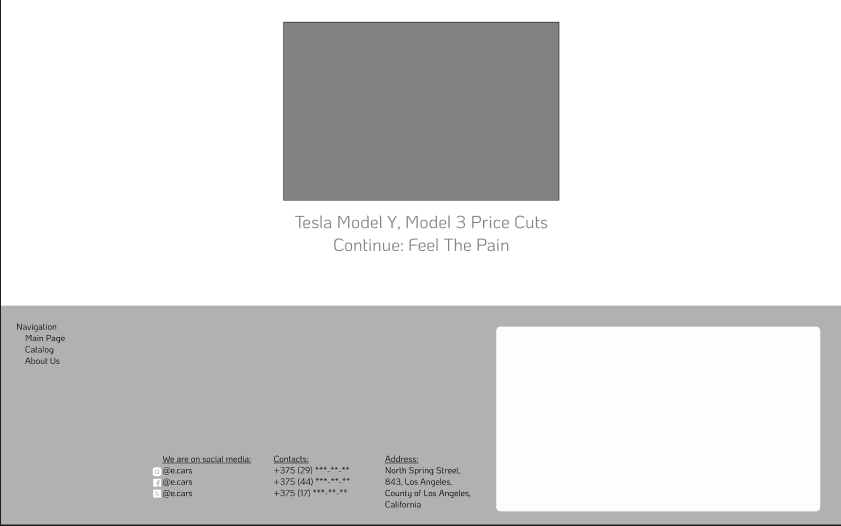 Tesla Model Y, Model 3 Price Cuts
Continue: Feel The Pain
Navigation
Main Page
Catalog
About Us
We are on social media:
@e.cars
@e.cars
@e.cars
Contacts:
+375 (29) ***-**-**
+375 (44) ***-**-**
+375 (17) ***-**-**
Address:
North Spring Street,
843, Los Angeles,
County of Los Angeles,
California